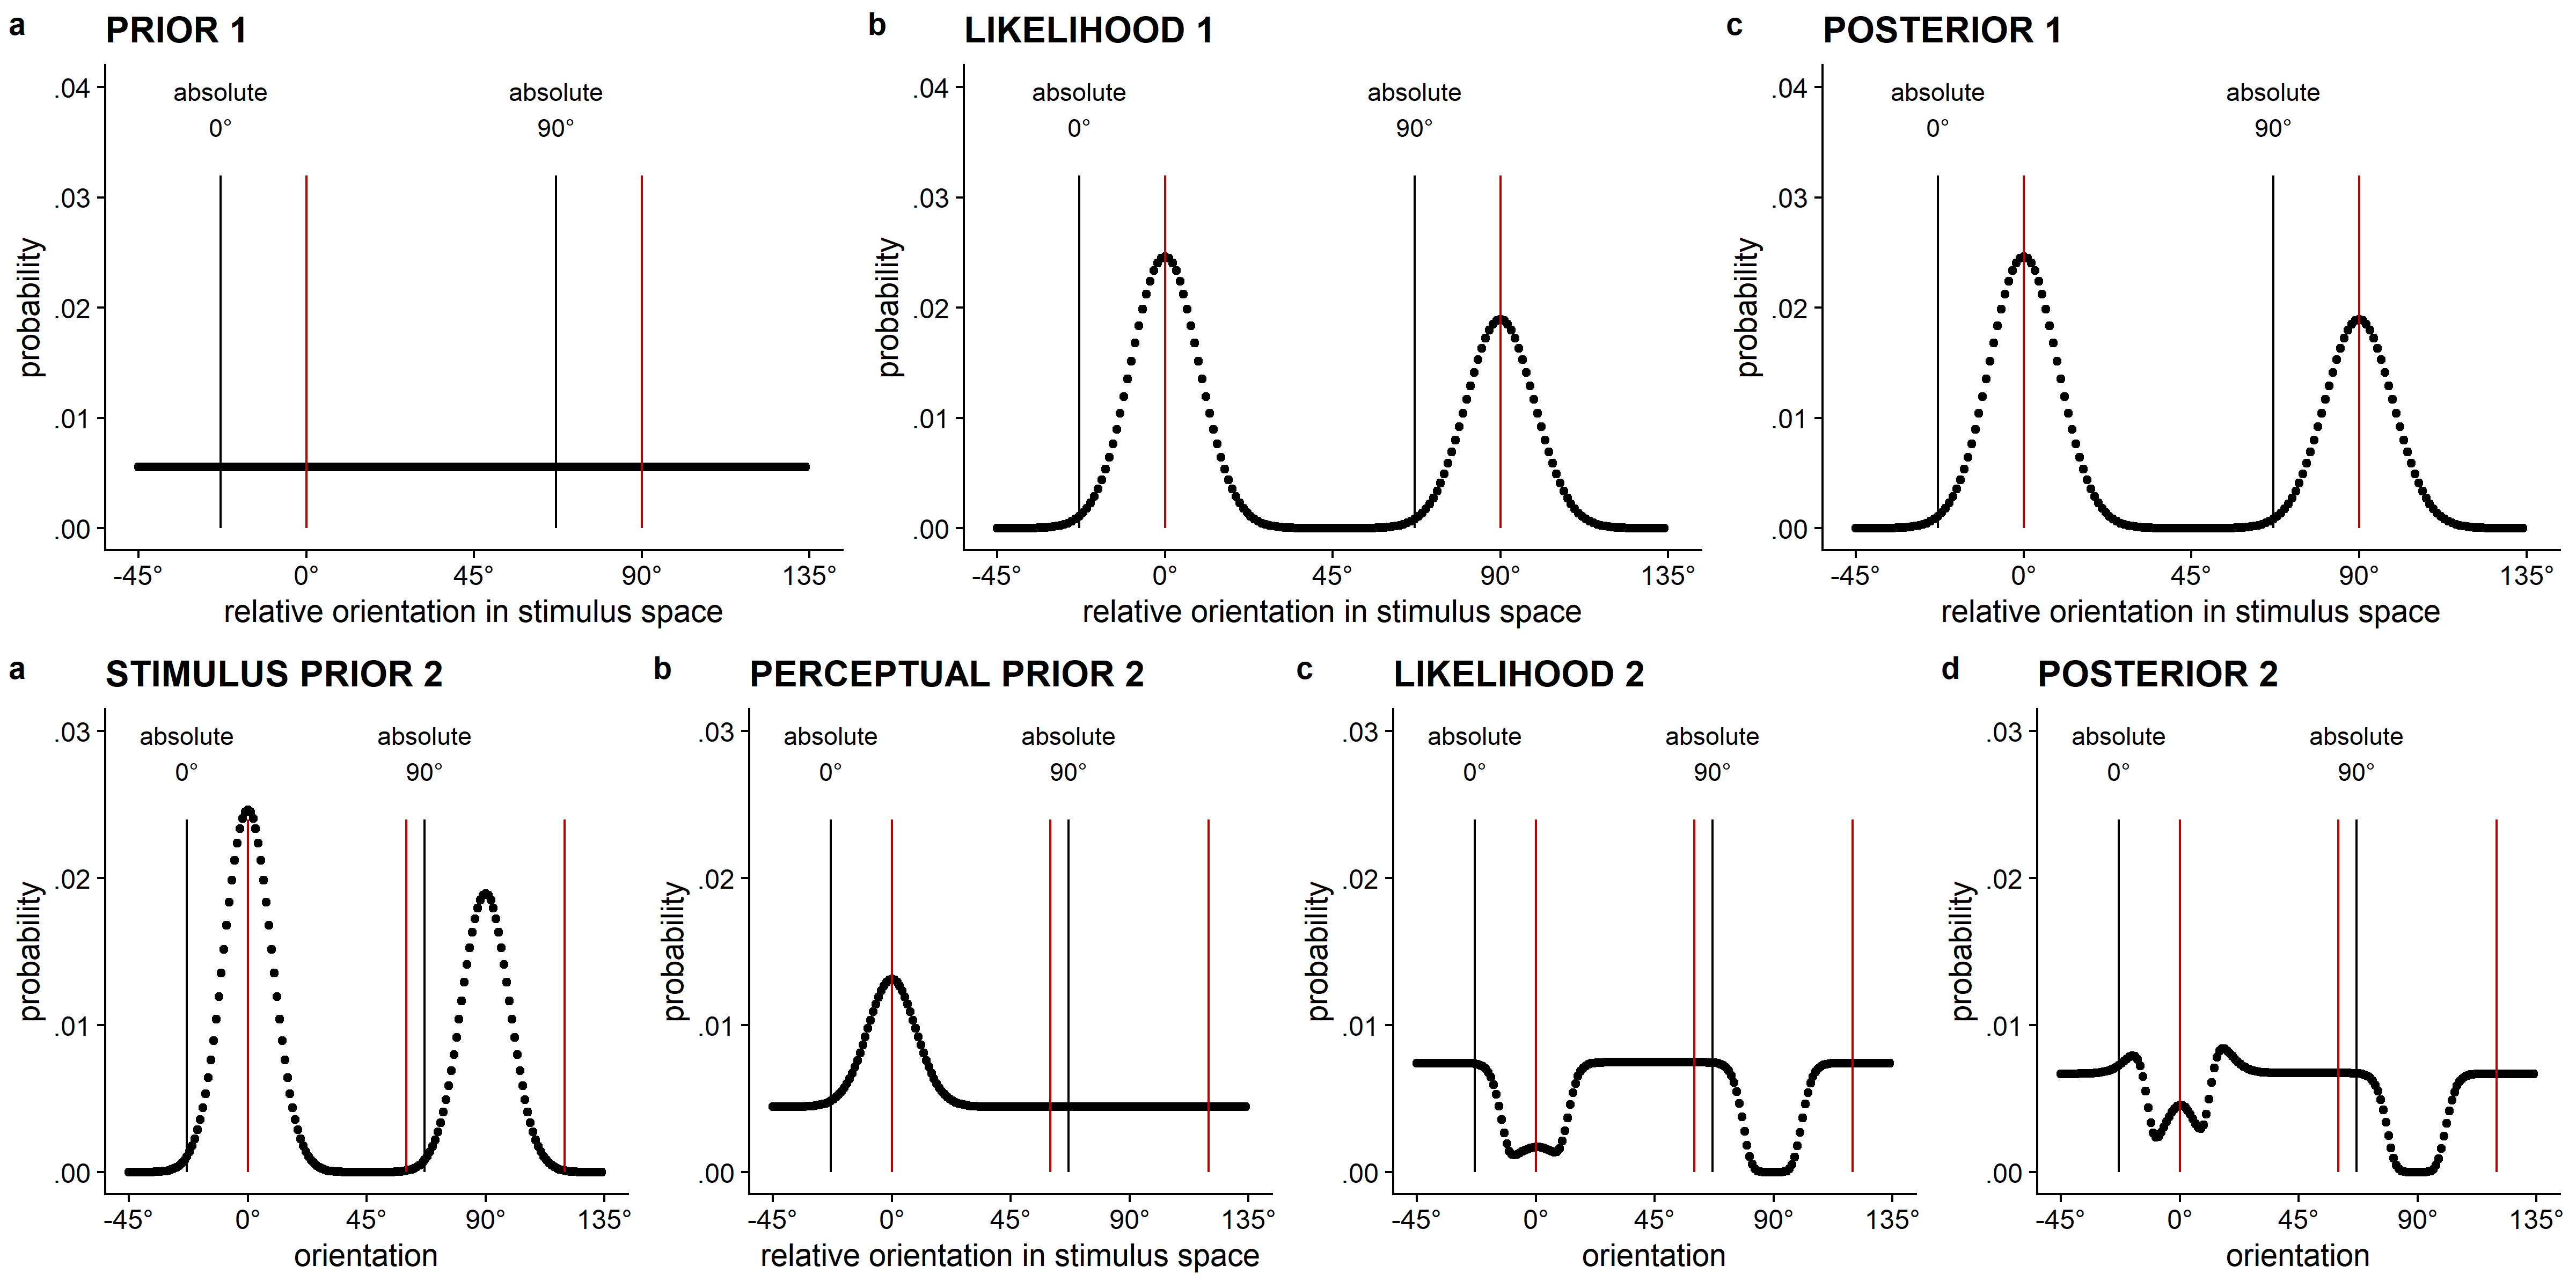 a PRIOR 1
absolute absolute
0° 90°
.04
.03
.02
.01
.00
probability
-45° 0° 45° 90° 135°
relative orientation in stimulus space
b LIKELIHOOD 1
absolute absolute
0° 90°
.04
.03
.02
.01
.00
probability
-45° 0° 45° 90° 135°
relative orientation in stimulus space
c POSTERIOR 1
absolute absolute
0° 90°
.04
.03
.02
.01
.00
probability
-45° 0° 45° 90° 135°
relative orientation in stimulus space
a STIMULUS PRIOR 2
absolute absolute
0° 90°
.03
.02
.01
.00
probability
-45° 0° 45° 90° 135°
orientation
b PERCEPTUAL PRIOR 2
absolute absolute
0° 90°
.03
.02
.01
.00
probability
-45° 0° 45° 90° 135°
relative orientation in stimulus space
c LIKELIHOOD 2
absolute absolute
0° 90°
.03
.02
.01
.00
probability
-45° 0° 45° 90° 135°
orientation
d POSTERIOR 2
absolute absolute
0° 90°
.03
.02
.01
.00
probability
-45° 0° 45° 90° 135°
orientation